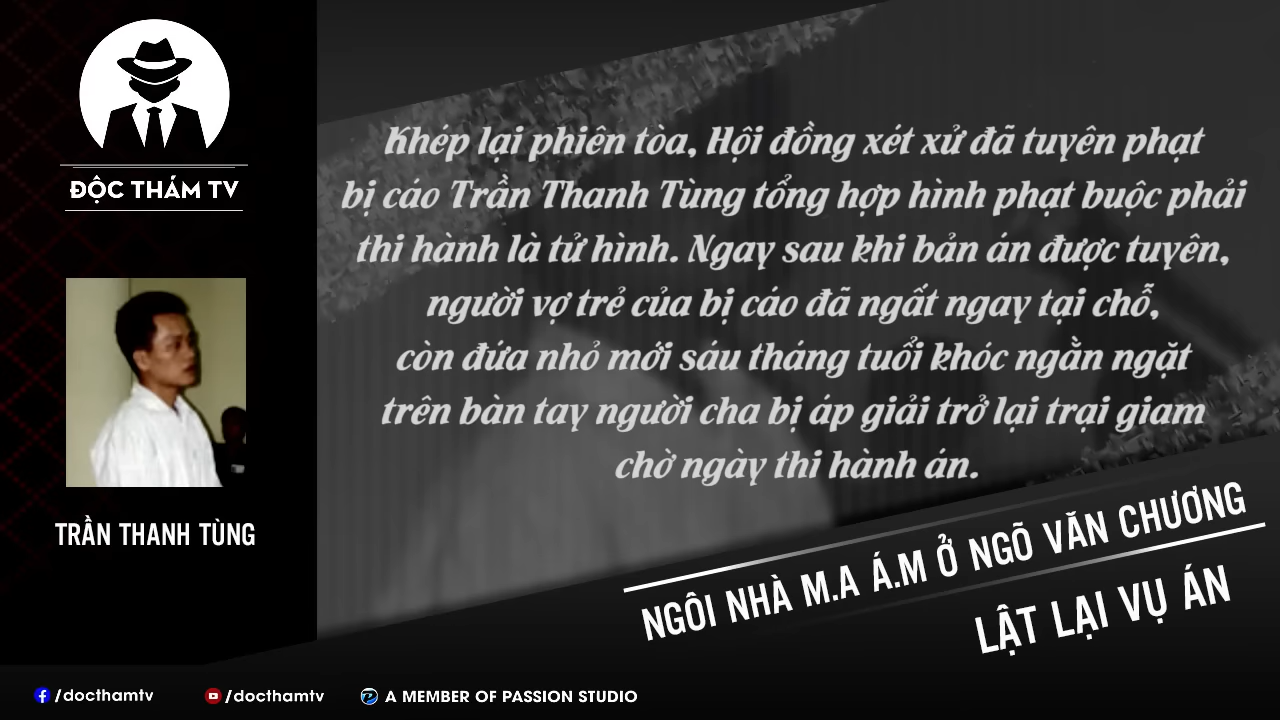 ĐỘC THÁM TV
TRẦN THANH TÙNG
Khép lại phiên tòa, Hội đồng xét xử đã tuyên phạt
bị cáo Trần Thanh Tùng tổng hợp hình phạt buộc phải
thi hành là tử hình. Ngay sau khi bản án được tuyên,
người vợ trẻ của bị cáo đã ngất ngay tại chỗ,
còn đứa nhỏ mới sáu tháng tuổi khóc ngằn ngặt
trên bàn tay người cha bị áp giải trở lại trại giam
chờ ngày thi hành án.
NGÔI NHÀ M.A Á.M Ở NGÕ VĂN CHƯƠNG
LẬT LẠI VỤ ÁN
/docthamtv
/docthamtv
A MEMBER OF PASSION STUDIO